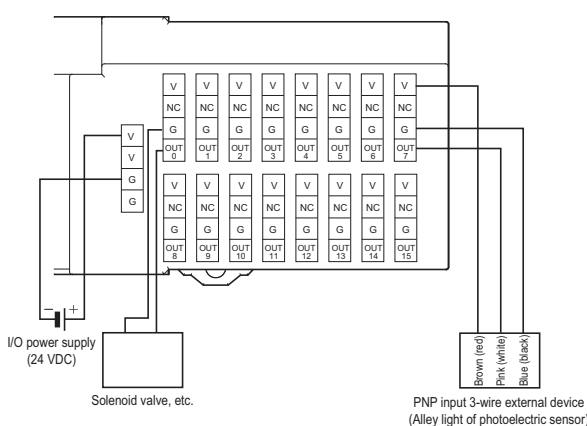 V V V V V V V V
NC NC NC NC NC NC NC NC
G G G G G G G G
OUT 0 OUT 1 OUT 2 OUT 3 OUT 4 OUT 5 OUT 6 OUT 7
V
V
G
G
V V V V V V V V
NC NC NC NC NC NC NC NC
G G G G G G G G
OUT 8 OUT 9 OUT 10 OUT 11 OUT 12 OUT 13 OUT 14 OUT 15
− +
I/O power supply
(24 VDC)
Solenoid valve, etc.
Brown (red)
Pink (white)
Blue (black)
PNP input 3-wire external device
(Alley light of photoelectric sensor)